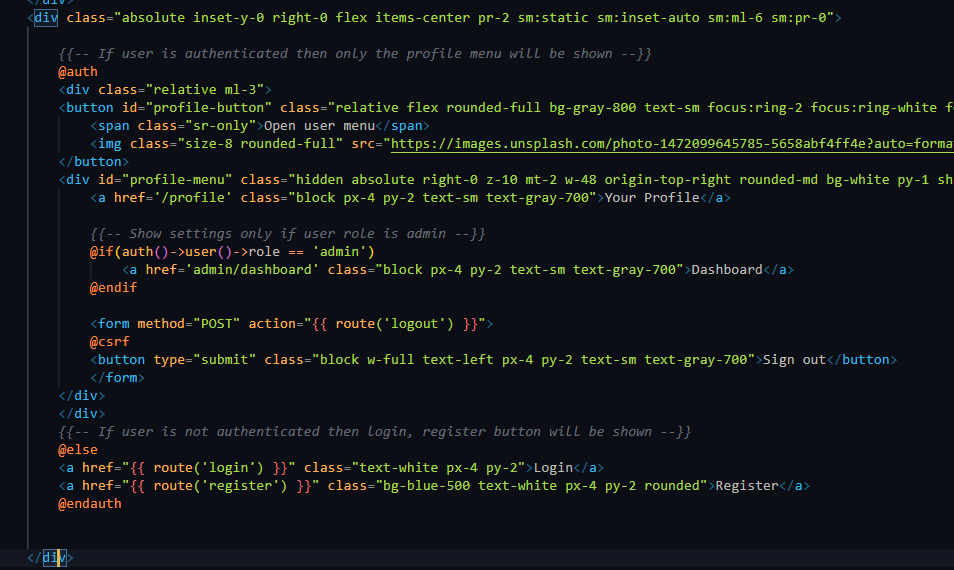 </div>
<div class="absolute inset-y-0 right-0 flex items-center pr-2 sm:static sm:inset-auto sm:ml-6 sm:pr-0">
{{-- If user is authenticated then only the profile menu will be shown --}}
@auth
<div class="relative ml-3">
<button id="profile-button" class="relative flex rounded-full bg-gray-800 text-sm focus:ring-2 focus:ring-white f
<span class="sr-only">Open user menu</span>
<img class="size-8 rounded-full" src="https://images.unsplash.com/photo-1472099645785-5658abf4ff4e?auto=forma
</button>
<div id="profile-menu" class="hidden absolute right-0 z-10 mt-2 w-48 origin-top-right rounded-md bg-white py-1 sh
<a href='/profile' class="block px-4 py-2 text-sm text-gray-700">Your Profile</a>
{{-- Show settings only if user role is admin --}}
@if(auth()->user()->role == 'admin')
<a href='admin/dashboard' class="block px-4 py-2 text-sm text-gray-700">Dashboard</a>
@endif
<form method="POST" action="{{ route('logout') }}">
@csrf
<button type="submit" class="block w-full text-left px-4 py-2 text-sm text-gray-700">Sign out</button>
</form>
</div>
</div>
{{-- If user is not authenticated then login, register button will be shown --}}
@else
<a href="{{ route('login') }}" class="text-white px-4 py-2">Login</a>
<a href="{{ route('register') }}" class="bg-blue-500 text-white px-4 py-2 rounded">Register</a>
@endauth
</div>